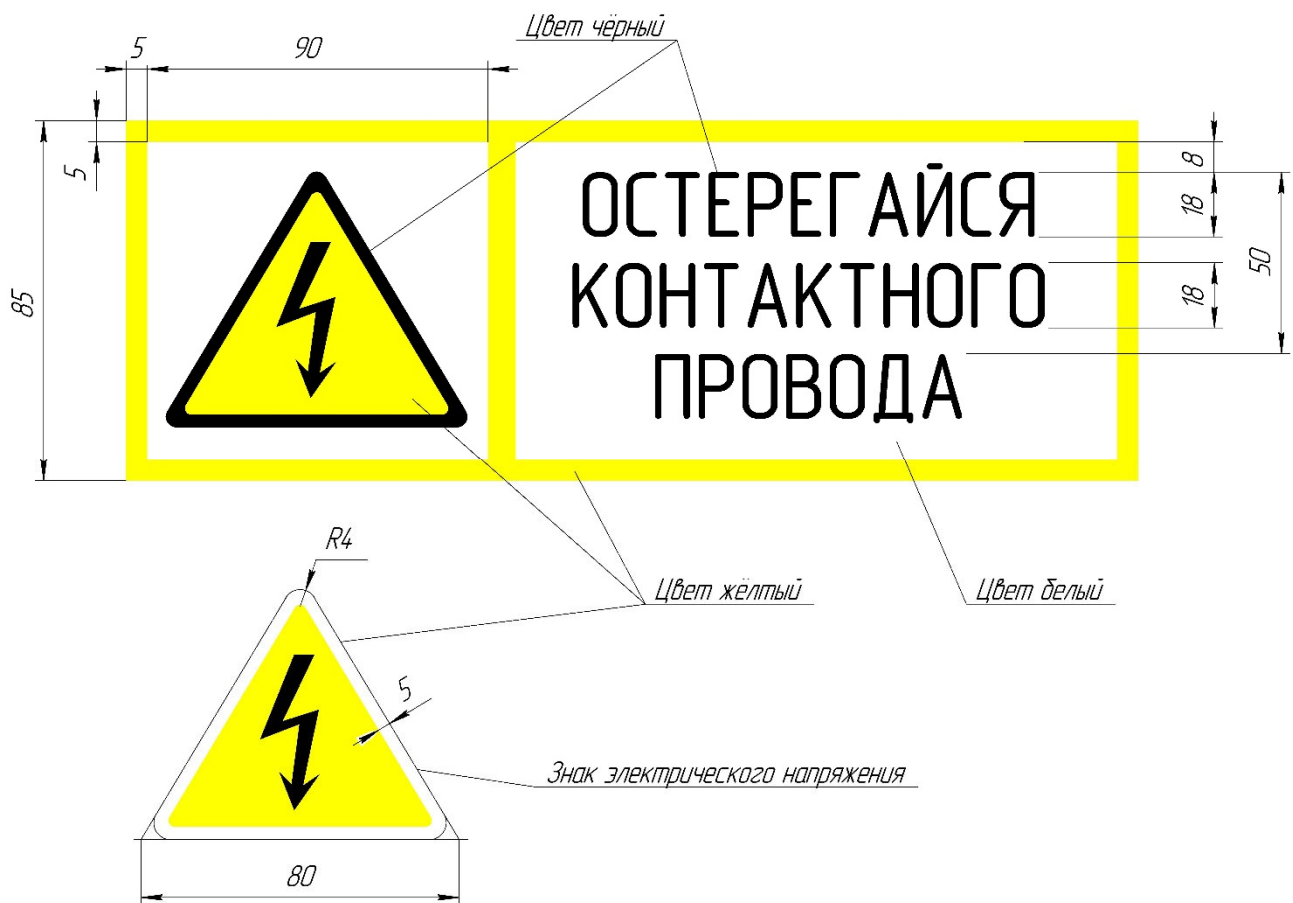 Цвет чёрный
5
90
5
85
8
18
18
50
ОСТЕРЕГАЙСЯ
КОНТАКТНОГО
ПРОВОДА
R4
Цвет жёлтый
Цвет белый
5
Знак электрического напряжения
80